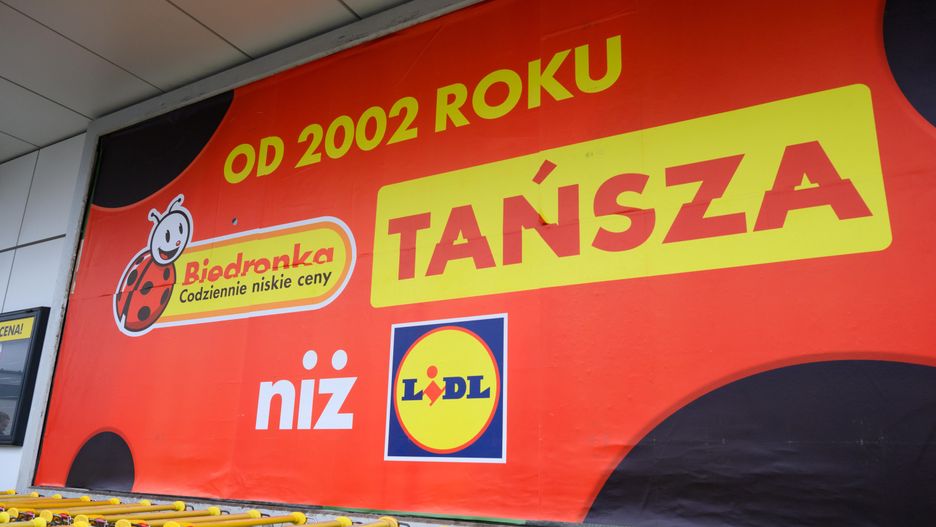 OD 2002 ROKU
TAŃSZA
Biedronka
Codziennie niskie ceny
niż
LIDL
CENA!